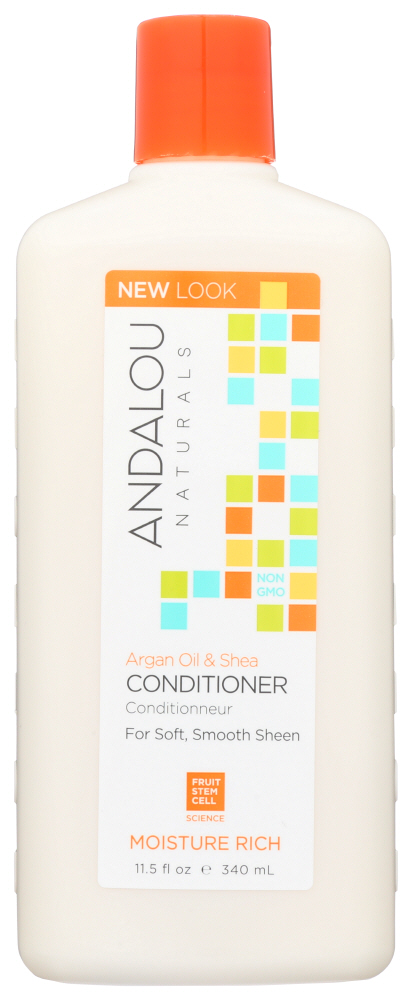 NEW LOOK
ANDALOU
NATURALS
NON
GMO
Argan Oil & Shea
CONDITIONER
Conditionneur
For Soft, Smooth Sheen
FRUIT
STEM
CELL
SCIENCE
MOISTURE RICH
11.5 fl oz ℮ 340 mL